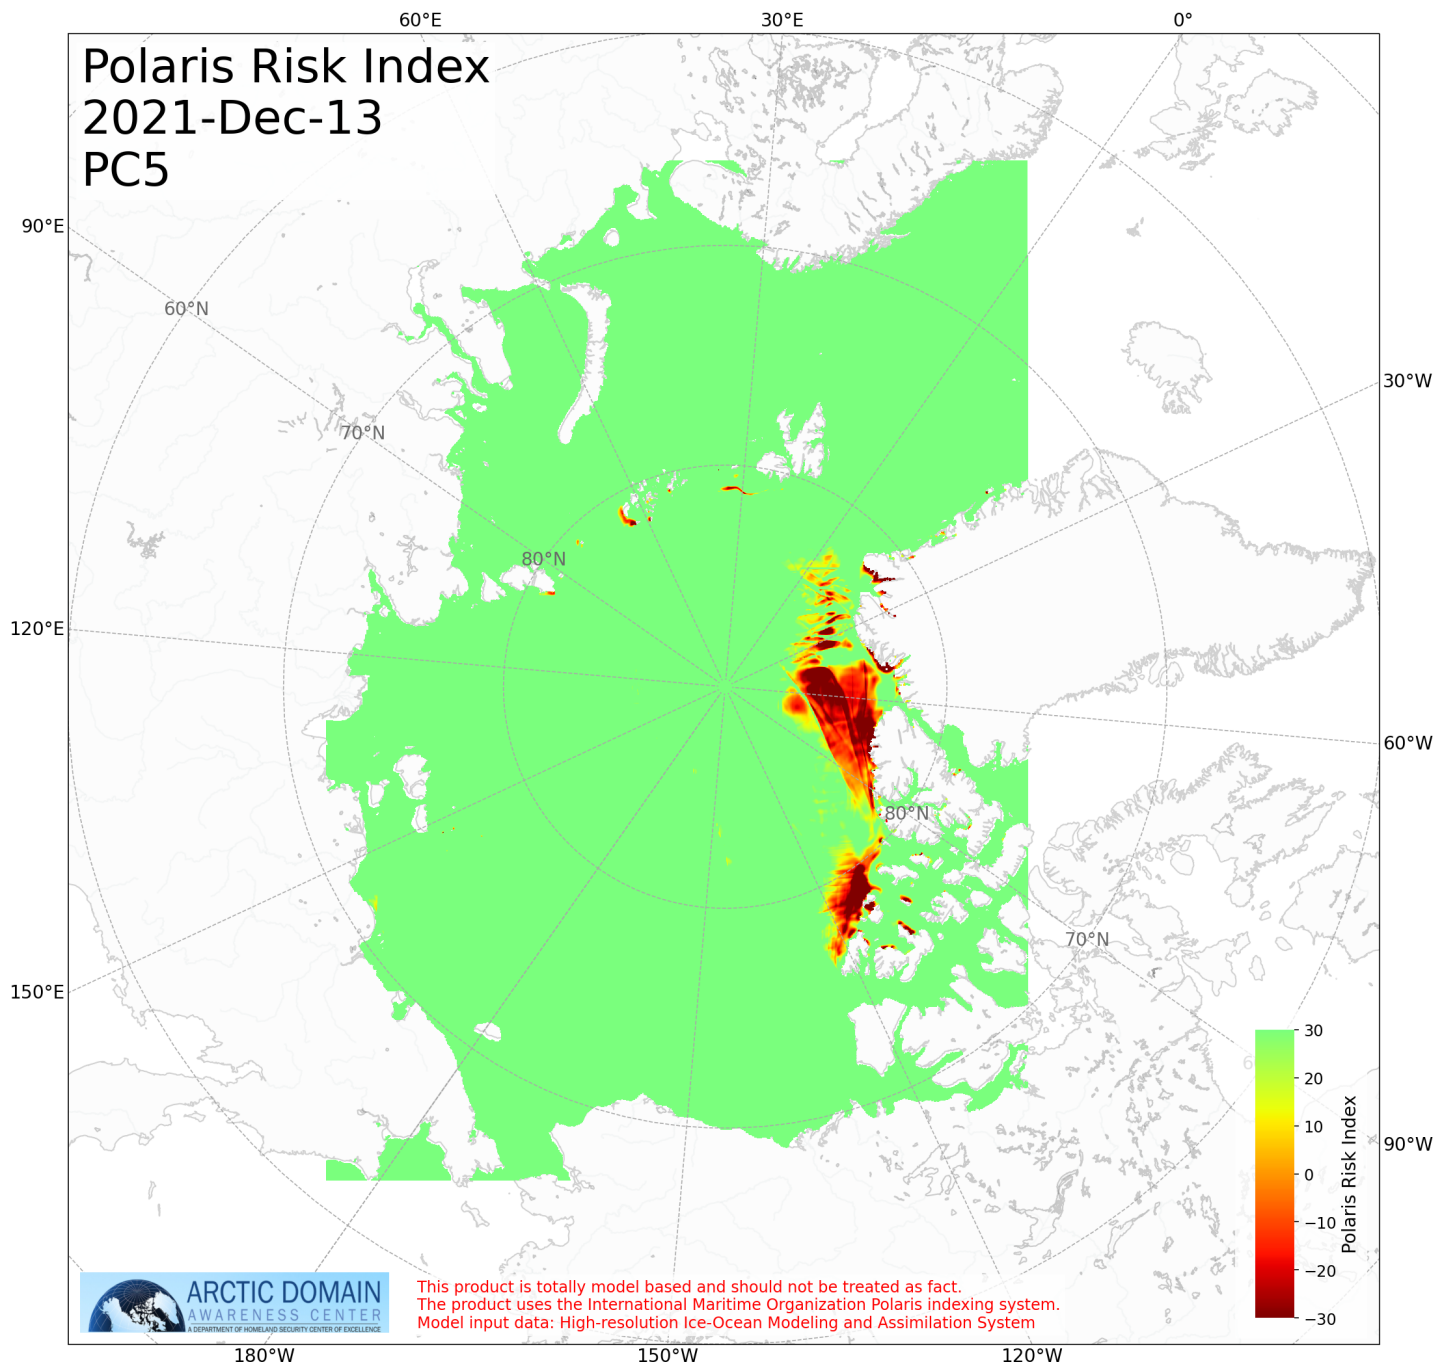 60°E
30°E
0°
Polaris Risk Index
2021-Dec-13
PC5
90°E
60°N
30°W
70°N
80°N
120°E
60°W
80°N
70°N
150°E
30
20
10
0
−10
−20
−30
Polaris Risk Index
90°W
ARCTIC DOMAIN
AWARENESS CENTER
A DEPARTMENT OF HOMELAND SECURITY CENTER OF EXCELLENCE
This product is totally model based and should not be treated as fact.
The product uses the International Maritime Organization Polaris indexing system.
Model input data: High-resolution Ice-Ocean Modeling and Assimilation System
180°W
150°W
120°W